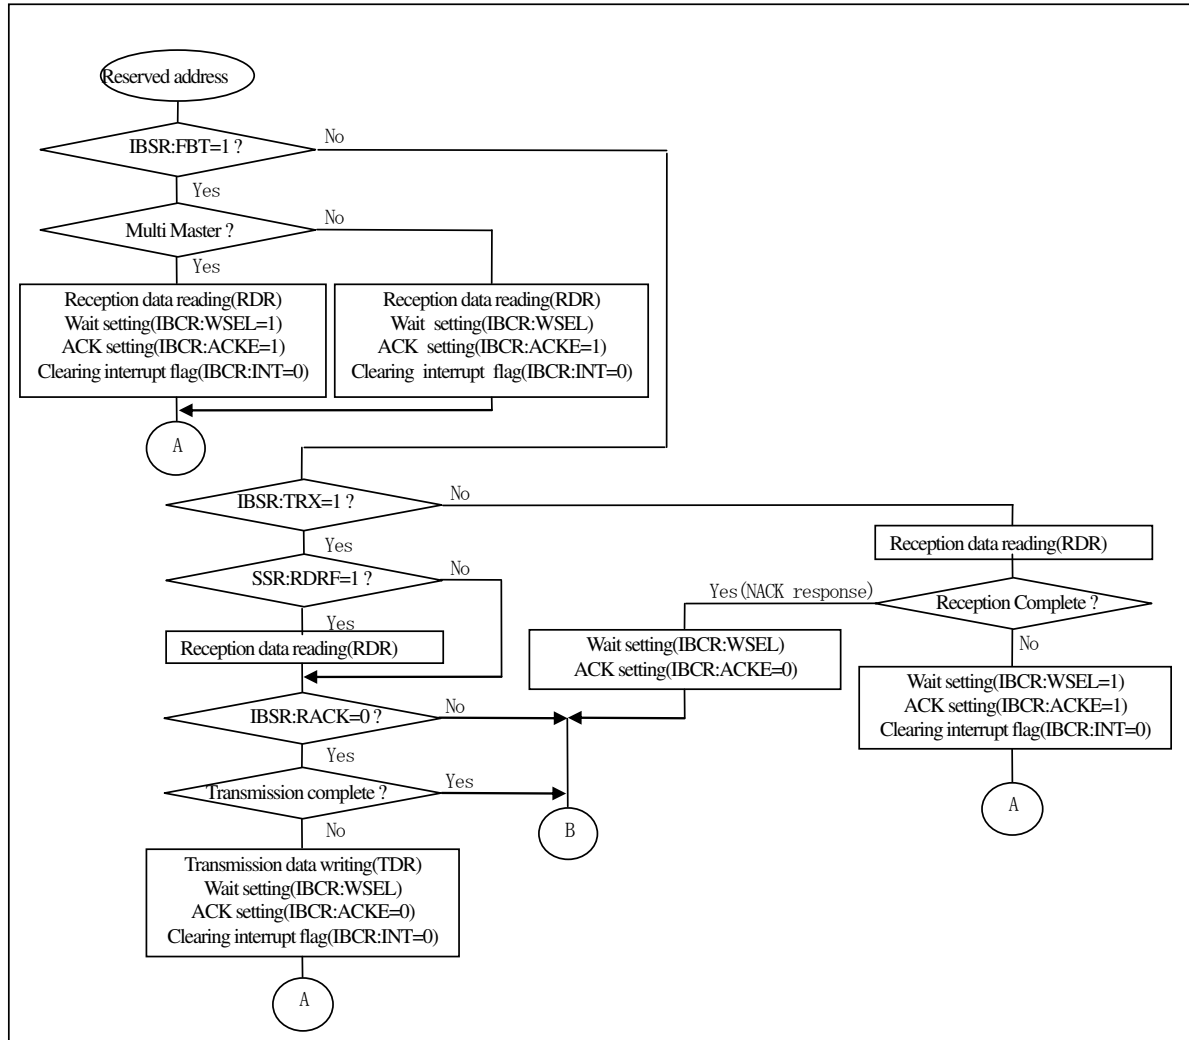 Reserved address
IBSR:FBT=1 ?
No
Yes
Multi Master ?
No
Yes
Reception data reading(RDR)
Wait setting(IBCR:WSEL=1)
ACK setting(IBCR:ACKE=1)
Clearing interrupt flag(IBCR:INT=0)
Reception data reading(RDR)
Wait setting(IBCR:WSEL)
ACK setting(IBCR:ACKE=1)
Clearing interrupt flag(IBCR:INT=0)
A
IBSR:TRX=1 ?
No
Yes
Reception data reading(RDR)
SSR:RDRF=1 ?
No
Yes
Reception data reading(RDR)
Yes(NACK response)
Reception Complete ?
No
Wait setting(IBCR:WSEL)
ACK setting(IBCR:ACKE=0)
Wait setting(IBCR:WSEL=1)
ACK setting(IBCR:ACKE=1)
Clearing interrupt flag(IBCR:INT=0)
A
IBSR:RACK=0 ?
No
Yes
Transmission complete ?
Yes
No
B
Transmission data writing(TDR)
Wait setting(IBCR:WSEL)
ACK setting(IBCR:ACKE=0)
Clearing interrupt flag(IBCR:INT=0)
A